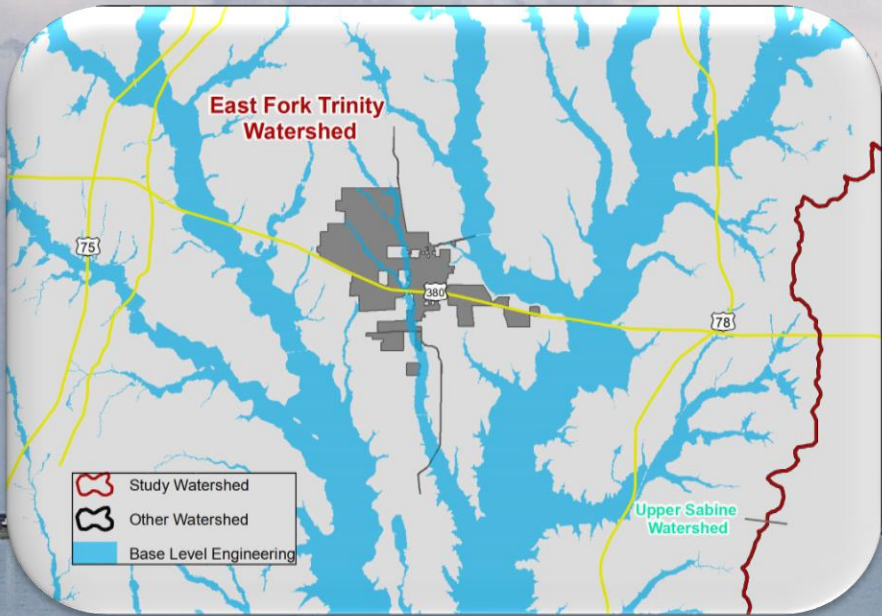 East Fork Trinity
Watershed
75
380
78
Study Watershed
Other Watershed
Base Level Engineering
Upper Sabine
Watershed